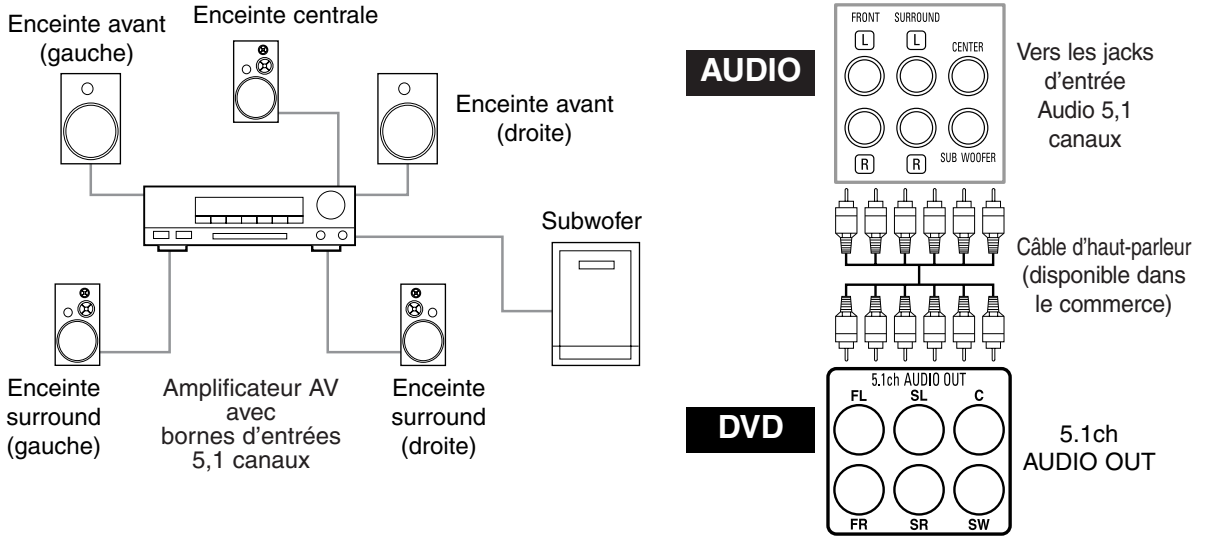 Enceinte avant
(gauche)
Enceinte centrale
Enceinte avant
(droite)
Subwofer
Enceinte
surround
(gauche)
Amplificateur AV
avec
bornes d'entrées
5,1 canaux
Enceinte
surround
(droite)
AUDIO
FRONT SURROUND
L L CENTER
R R SUB WOOFER
Vers les jacks
d'entrée
Audio 5,1
canaux
Câble d'haut-parleur
(disponible dans
le commerce)
DVD
5.1ch AUDIO OUT
FL SL C
FR SR SW
5.1ch
AUDIO OUT